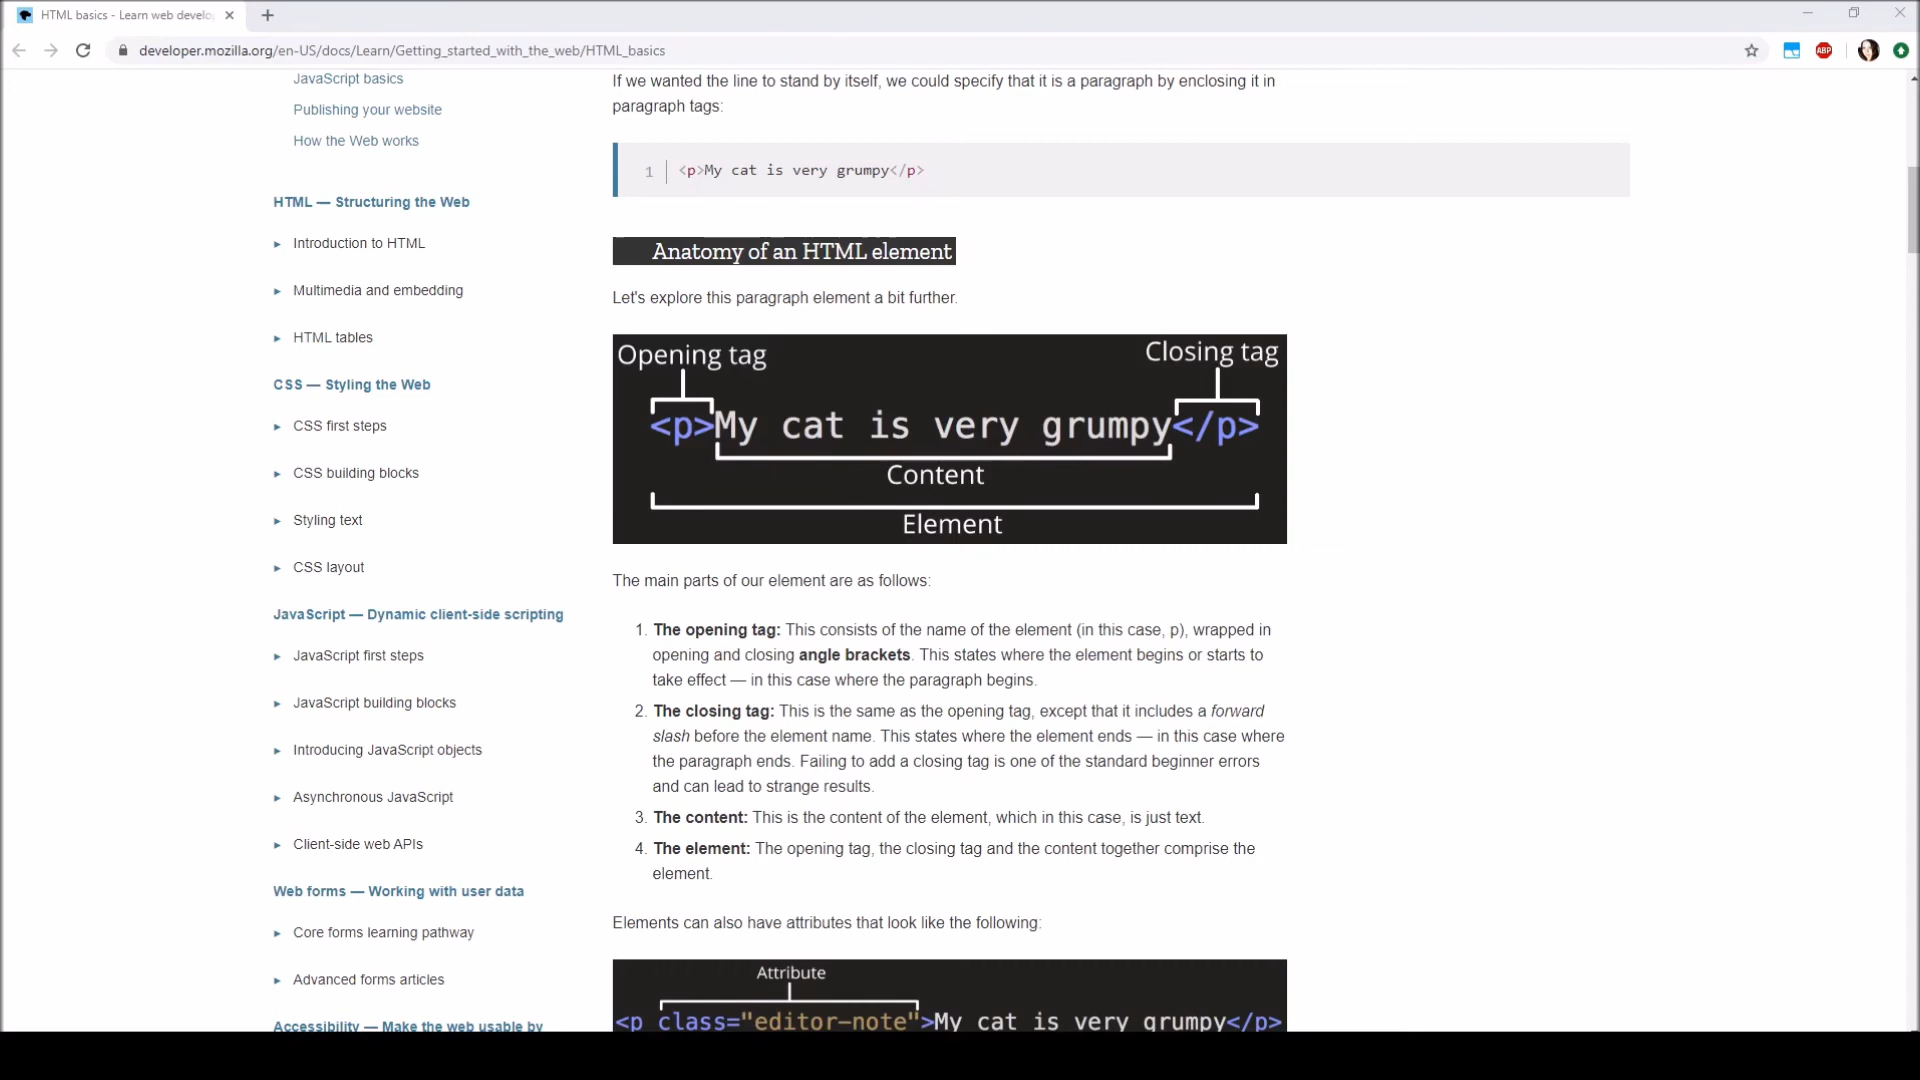 HTML basics - Learn web develo
developer.mozilla.org/en-US/docs/Learn/Getting_started_with_the_web/HTML_basics
ABP
JavaScript basics
Publishing your website
How the Web works
HTML — Structuring the Web
Introduction to HTML
Multimedia and embedding
HTML tables
CSS — Styling the Web
CSS first steps
CSS building blocks
Styling text
CSS layout
JavaScript — Dynamic client-side scripting
JavaScript first steps
JavaScript building blocks
Introducing JavaScript objects
Asynchronous JavaScript
Client-side web APIs
Web forms — Working with user data
Core forms learning pathway
Advanced forms articles
Accessibility — Make the web usable by
If we wanted the line to stand by itself, we could specify that it is a paragraph by enclosing it in
paragraph tags:
1 <p>My cat is very grumpy</p>
Anatomy of an HTML element
Let's explore this paragraph element a bit further.
Opening tag Closing tag
<p>My cat is very grumpy</p>
Content
Element
The main parts of our element are as follows:
1. The opening tag: This consists of the name of the element (in this case, p), wrapped in
opening and closing angle brackets. This states where the element begins or starts to
take effect — in this case where the paragraph begins.
2. The closing tag: This is the same as the opening tag, except that it includes a forward
slash before the element name. This states where the element ends — in this case where
the paragraph ends. Failing to add a closing tag is one of the standard beginner errors
and can lead to strange results.
3. The content: This is the content of the element, which in this case, is just text.
4. The element: The opening tag, the closing tag and the content together comprise the
element.
Elements can also have attributes that look like the following:
Attribute
<p class="editor-note">My cat is very grumpy</p>